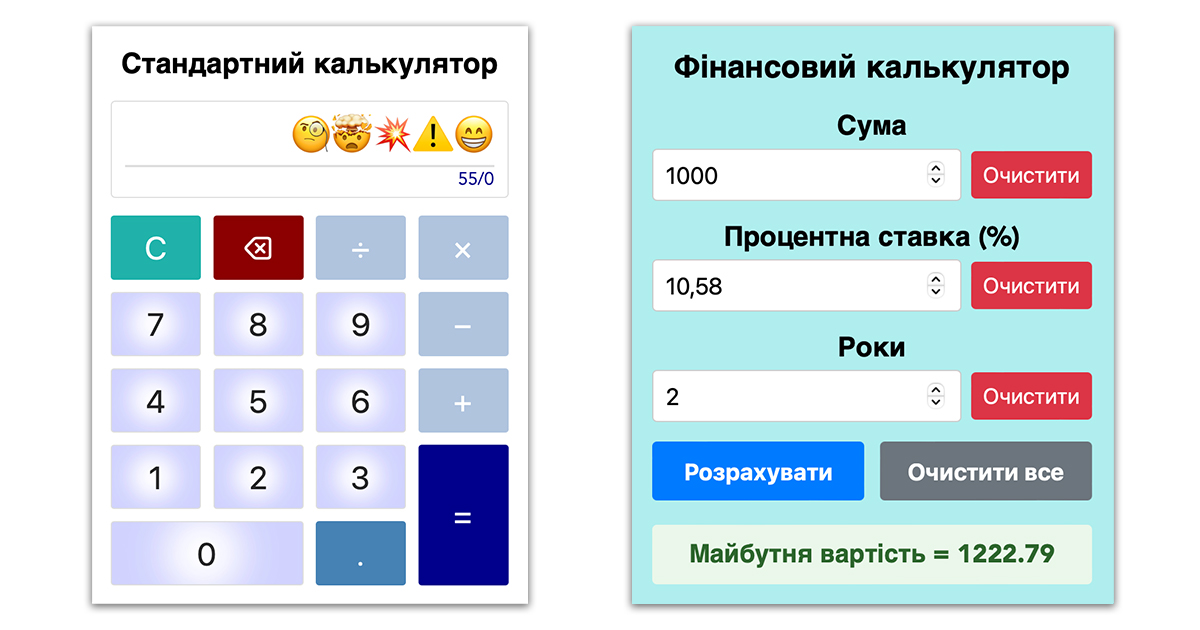 Стандартний калькулятор
🧐🤯💥⚠️😁
55/0
C ÷ ×
7 8 9 −
4 5 6 +
1 2 3 =
0 .
Фінансовий калькулятор
Сума
1000 Очистити
Процентна ставка (%)
10,58 Очистити
Роки
2 Очистити
Розрахувати Очистити все
Майбутня вартість = 1222.79